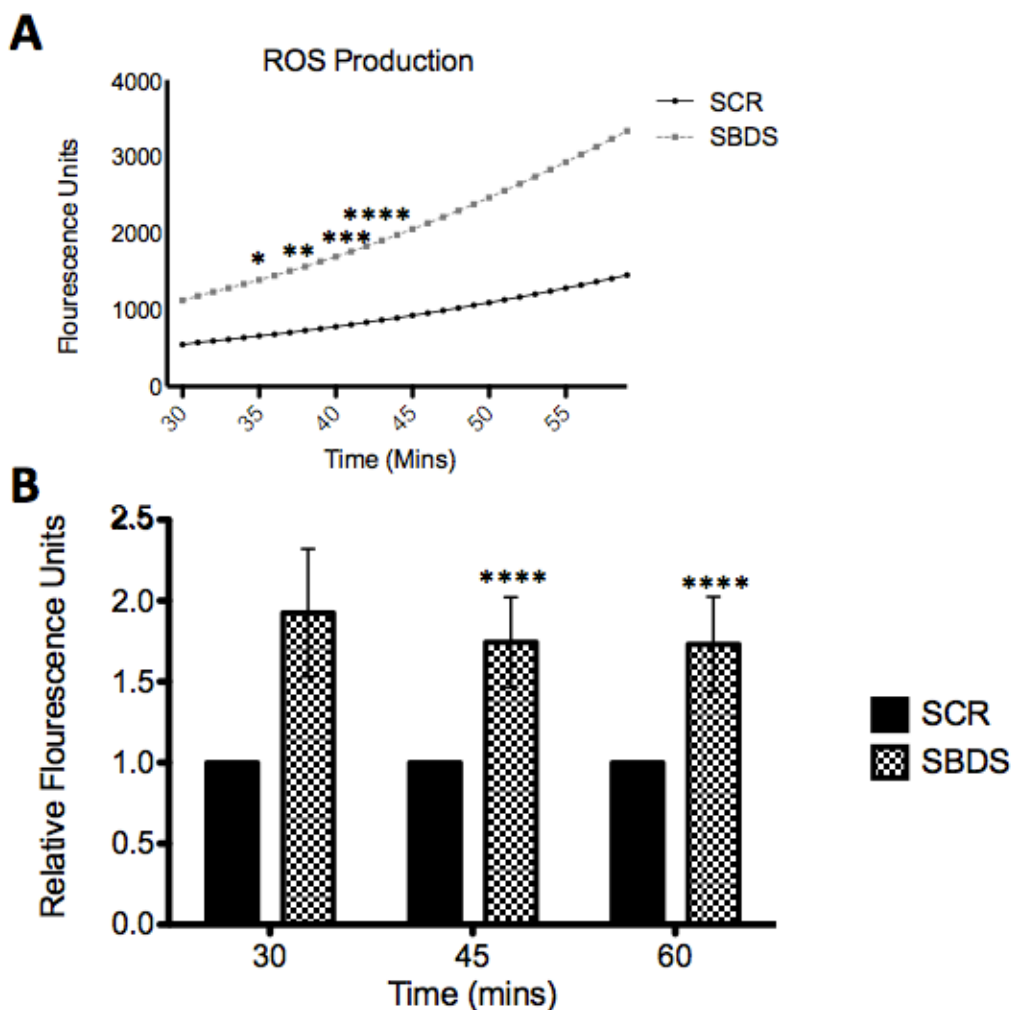 A
ROS Production
Flourescence Units
4000
3000
2000
1000
0
* ** *** ****
30 35 40 45 50 55
Time (Mins)
SCR
SBDS
B
Relative Flourescence Units
2.5
2.0
1.5
1.0
0.5
0.0
**** ****
30 45 60
Time (mins)
SCR
SBDS